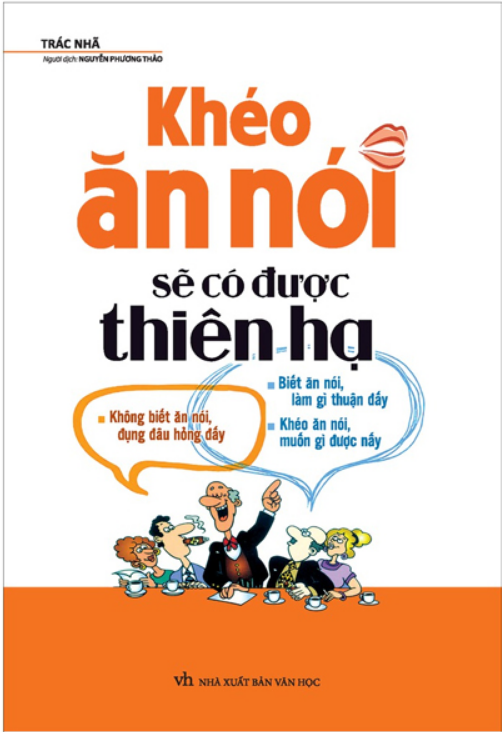 TRÁC NHÃ
Người dịch: NGUYỄN PHƯƠNG THẢO
Khéo
ăn nói
sẽ có được
thiên hạ
Không biết ăn nói,
đụng đâu hỏng đấy
Biết ăn nói,
làm gì thuận đấy
Khéo ăn nói,
muốn gì được nấy
vh NHÀ XUẤT BẢN VĂN HỌC